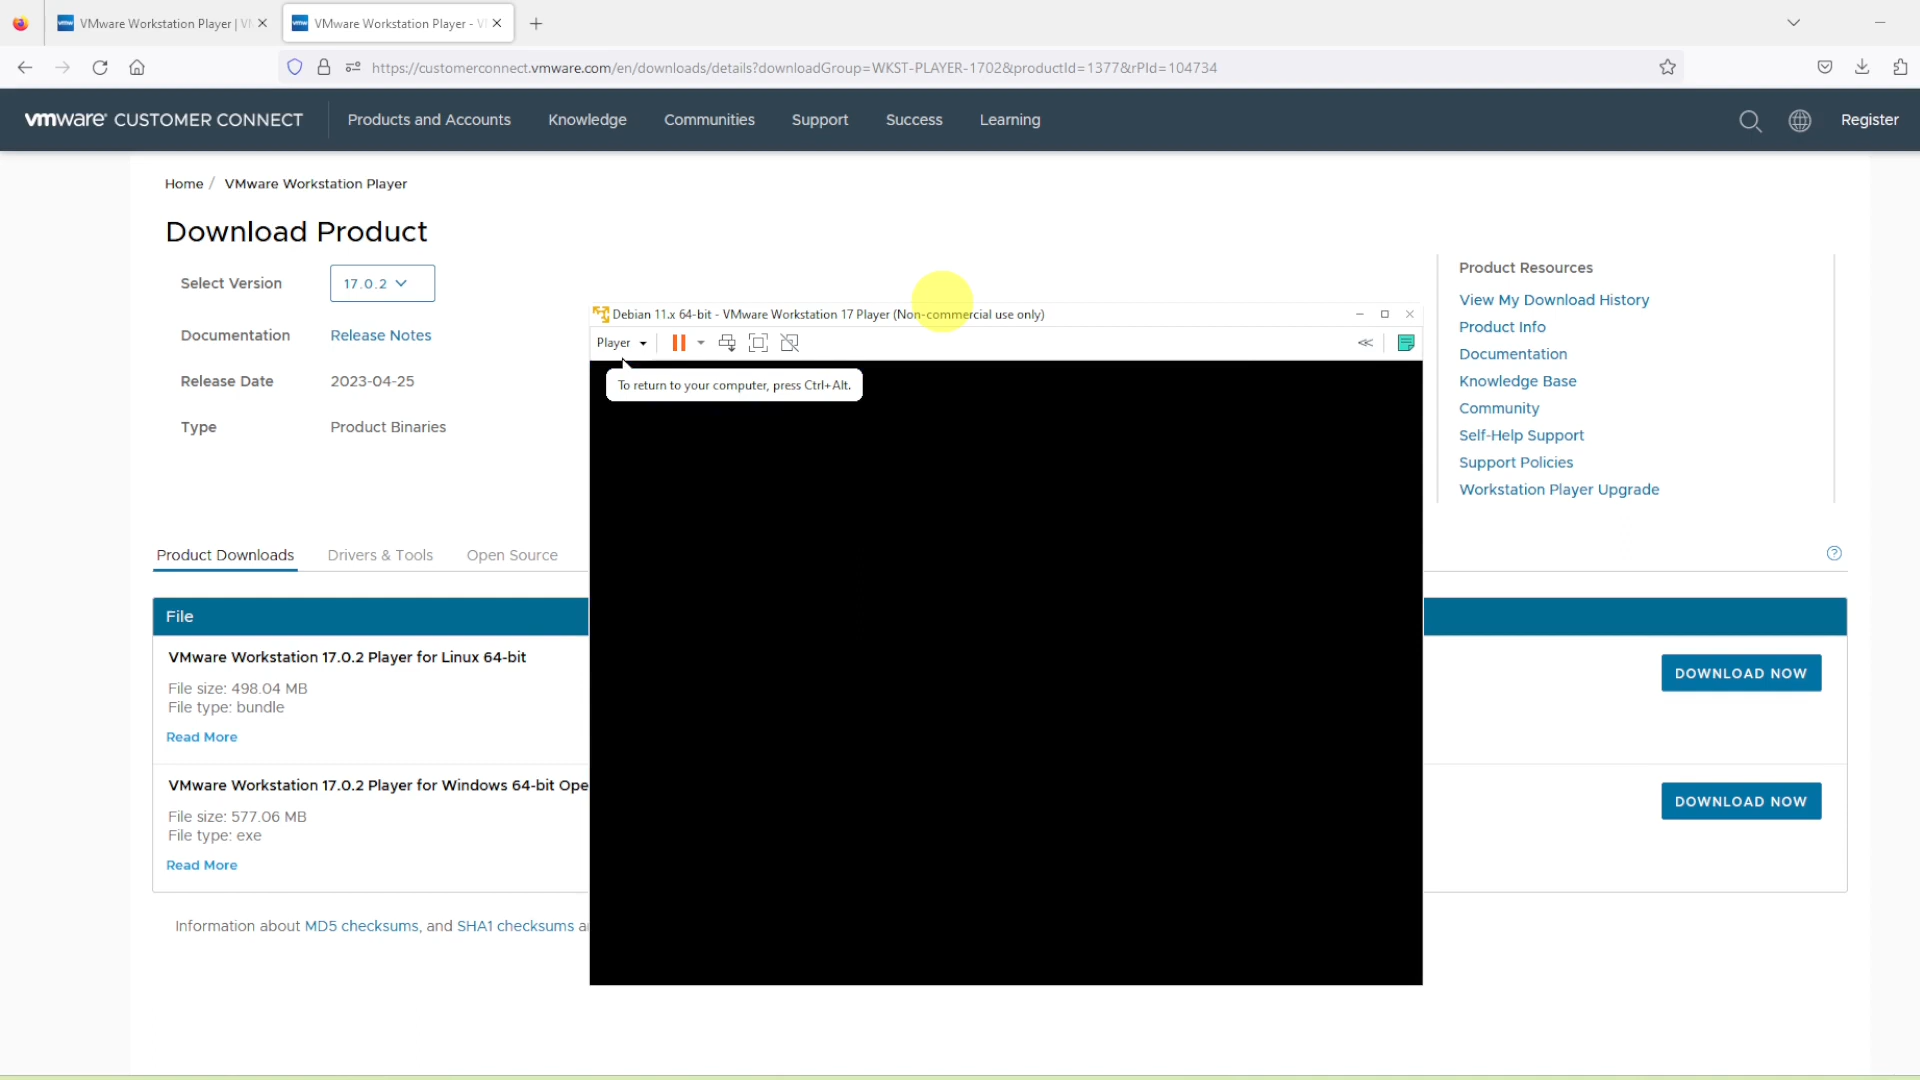 VMware Workstation Player | V
VMware Workstation Player - V
https://customerconnect.vmware.com/en/downloads/details?downloadGroup=WKST-PLAYER-1702&productId=1377&rPId=104734
vmware CUSTOMER CONNECT
Products and Accounts
Knowledge
Communities
Support
Success
Learning
Register
Home / VMware Workstation Player
Download Product
Select Version
17.0.2
Documentation
Release Notes
Release Date
2023-04-25
Type
Product Binaries
Product Resources
View My Download History
Product Info
Documentation
Knowledge Base
Community
Self-Help Support
Support Policies
Workstation Player Upgrade
Debian 11.x 64-bit - VMware Workstation 17 Player (Non-commercial use only)
Player
To return to your computer, press Ctrl+Alt.
Product Downloads
Drivers & Tools
Open Source
File
VMware Workstation 17.0.2 Player for Linux 64-bit
File size: 498.04 MB
File type: bundle
Read More
DOWNLOAD NOW
VMware Workstation 17.0.2 Player for Windows 64-bit Ope
File size: 577.06 MB
File type: exe
Read More
DOWNLOAD NOW
Information about MD5 checksums, and SHA1 checksums